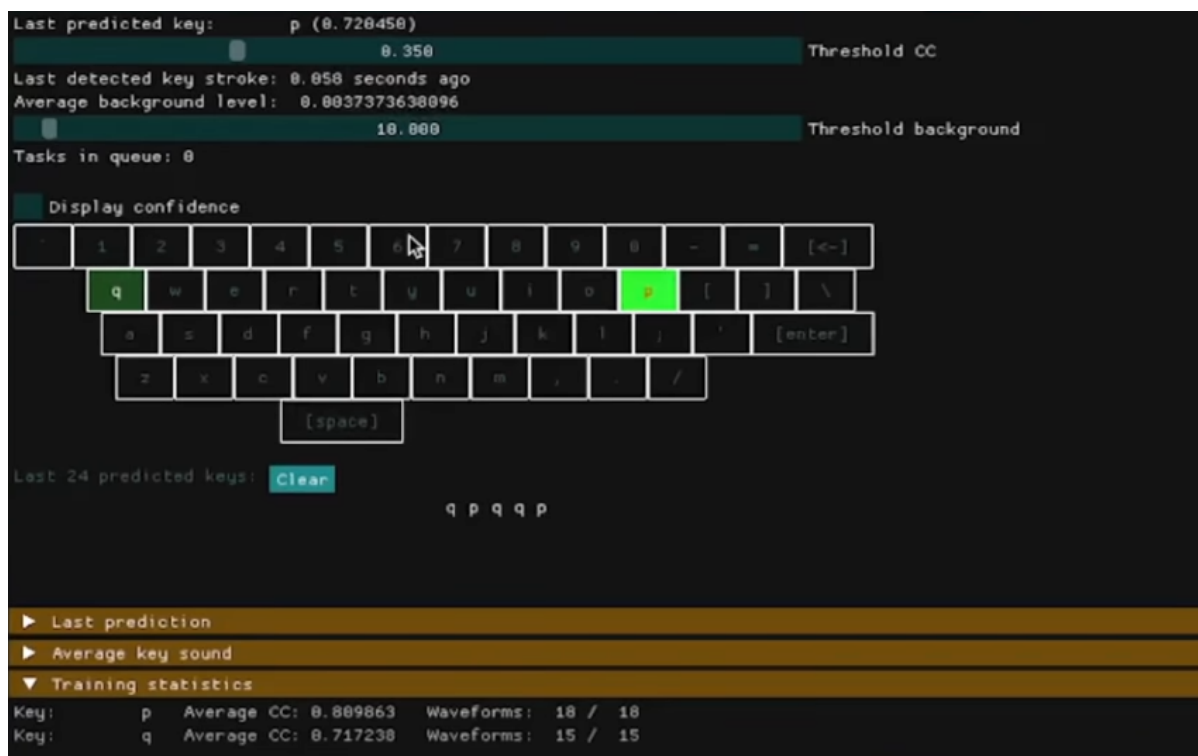 Last predicted key: p (0.720450)
0.350 Threshold CC
Last detected key stroke: 0.050 seconds ago
Average background level: 0.0037373638096
10.000 Threshold background
Tasks in queue: 0
Display confidence
` 1 2 3 4 5 6 7 8 9 0 - = [<-]
q w e r t y u i o p [ ] \
a s d f g h j k l ; ' [enter]
z x c v b n m , . /
[space]
Last 24 predicted keys: Clear
q p q q p
Last prediction
Average key sound
Training statistics
Key: p Average CC: 0.809863 Waveforms: 18 / 18
Key: q Average CC: 0.717238 Waveforms: 15 / 15